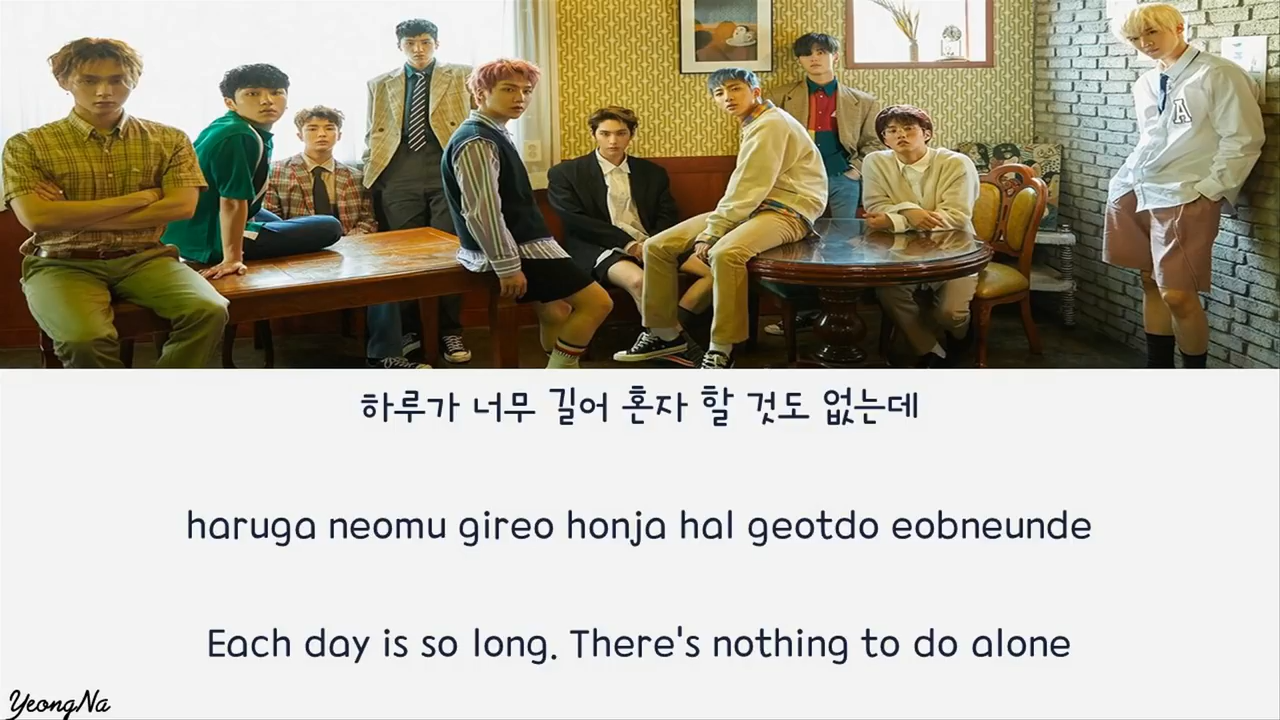 A
하루가 너무 길어 혼자 할 것도 없는데
haruga neomu gireo honja hal geotdo eobneunde
Each day is so long. There's nothing to do alone
YeongNa